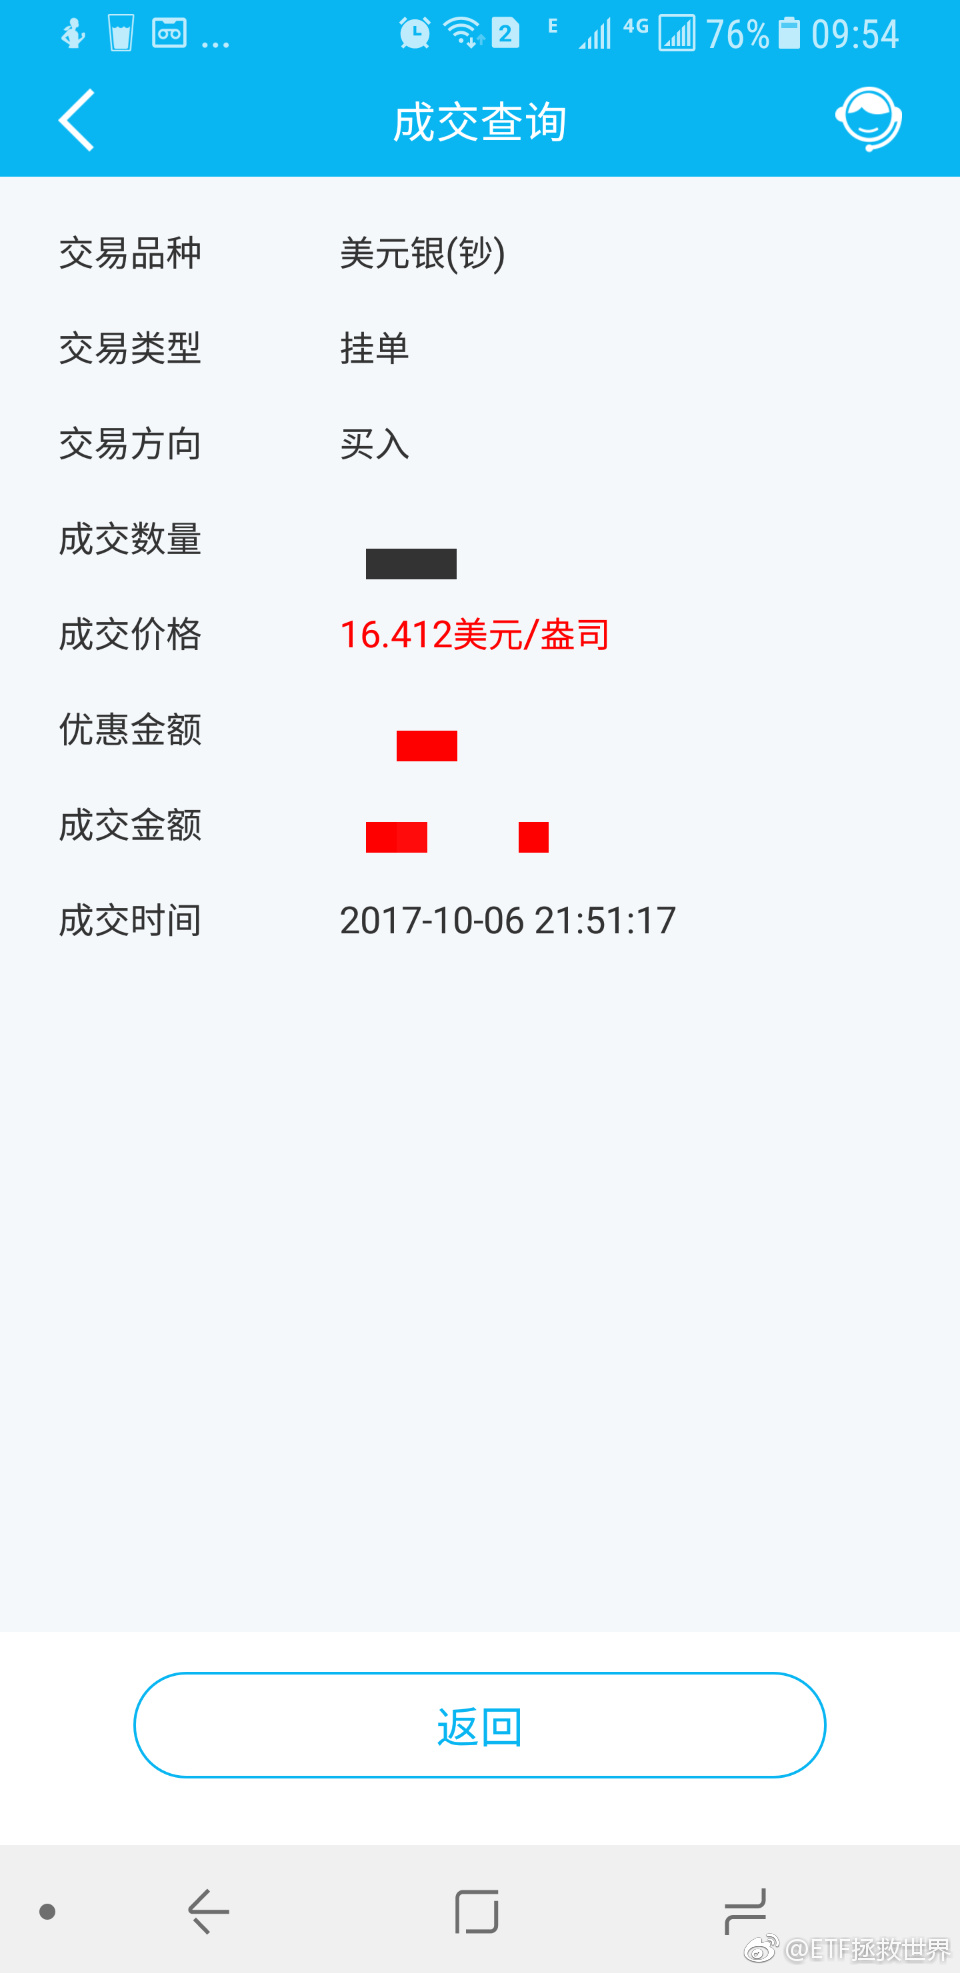 ... 2 E 4G 76% 09:54
成交查询
交易品种 美元银(钞)
交易类型 挂单
交易方向 买入
成交数量
成交价格 16.412美元/盎司
优惠金额
成交金额
成交时间 2017-10-06 21:51:17
返回
@ETF拯救世界